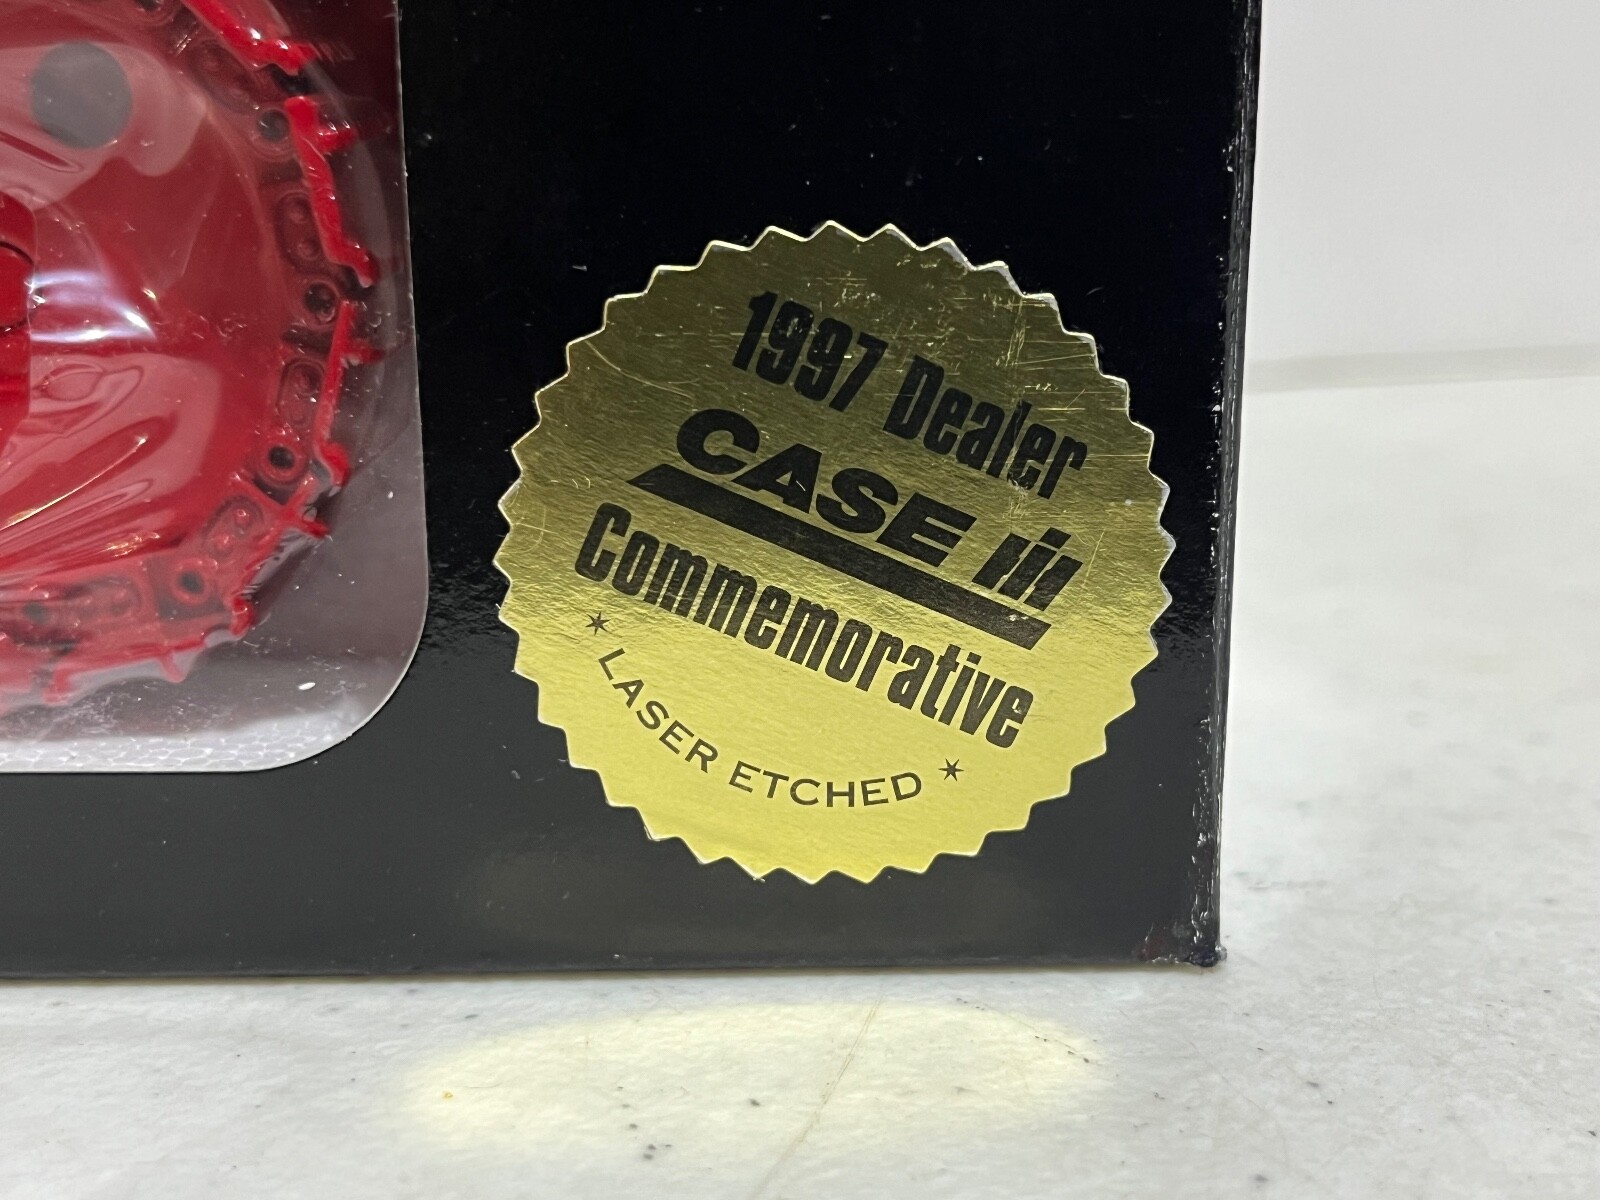 1997 Dealer
CASE IH
Commemorative
LASER ETCHED